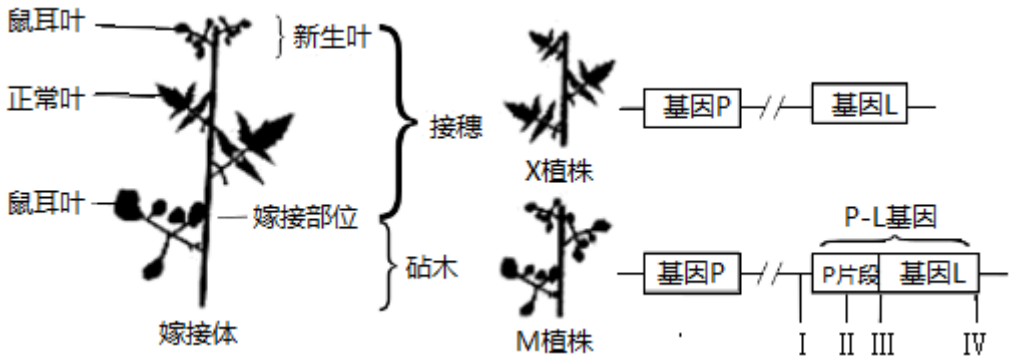 鼠耳叶
新生叶
正常叶
接穗
鼠耳叶
嫁接部位
砧木
嫁接体
X植株
基因P
基因L
M植株
P-L基因
基因P
P片段
基因L
I
II
III
IV